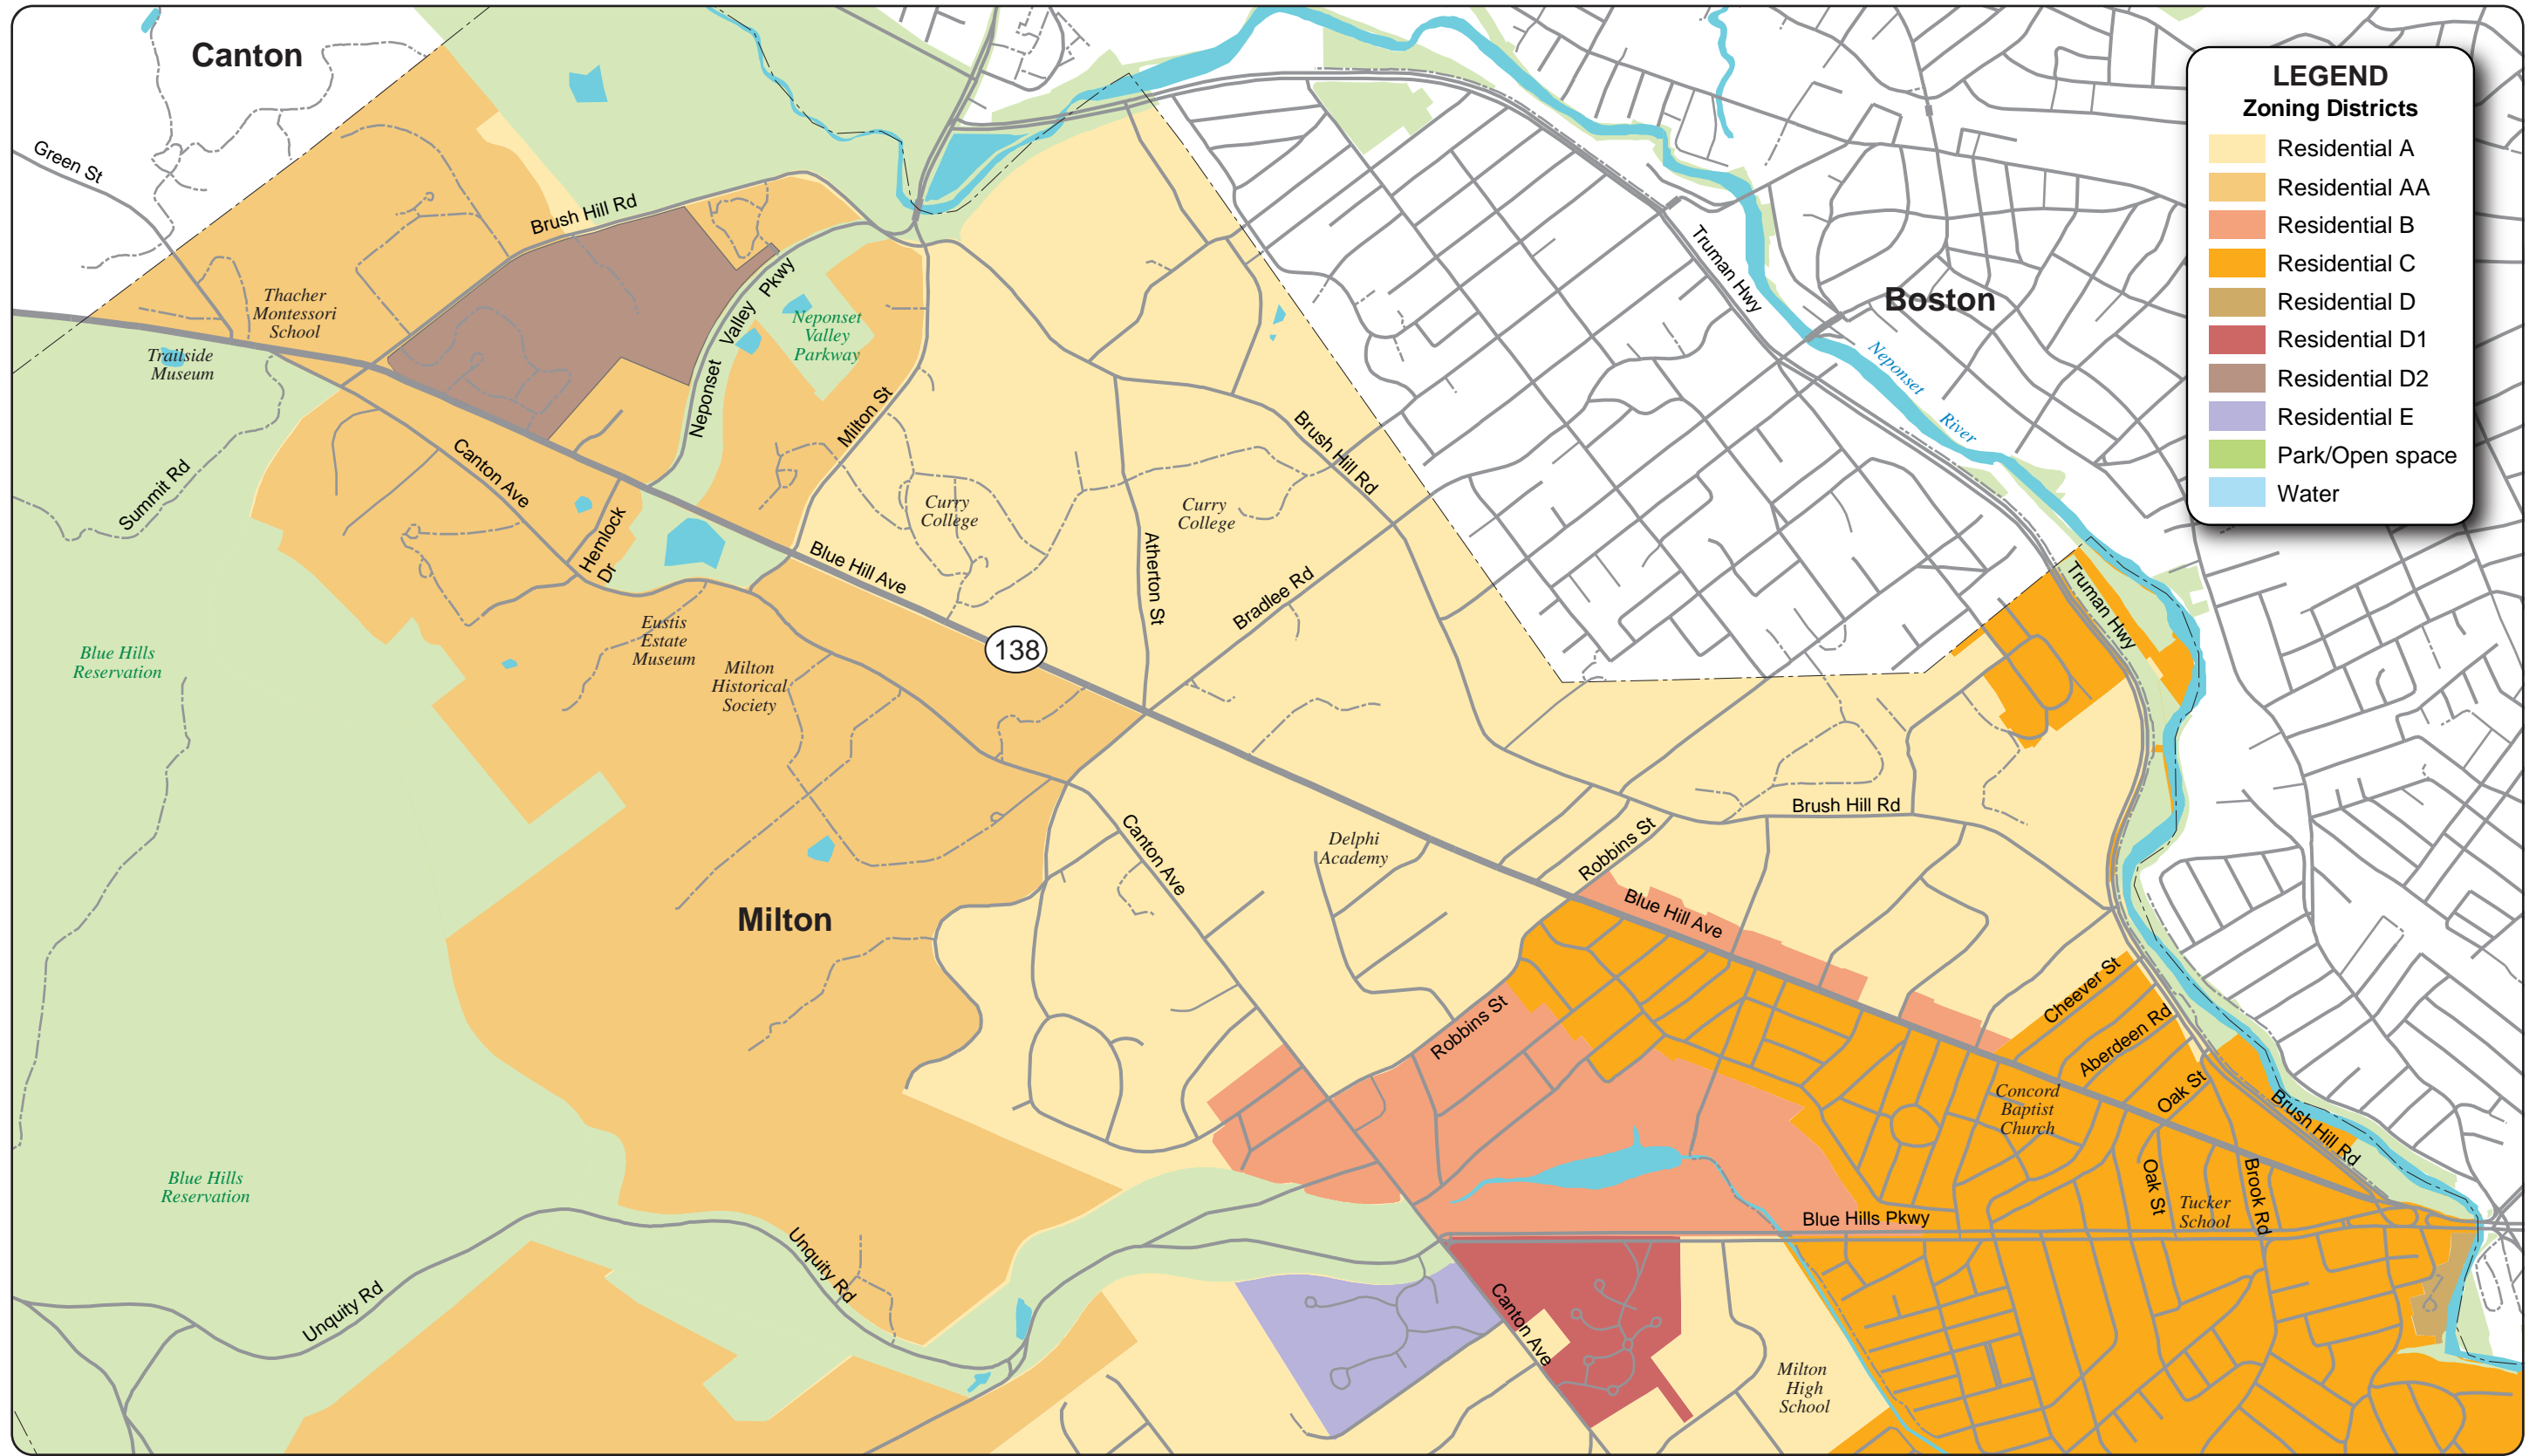 Canton
Green St
Brush Hill Rd
Thacher
Montessori
School
Trailside
Museum
Neponset Valley Pkwy
Neponset
Valley
Parkway
Milton St
Summit Rd
Canton Ave
Hemlock
Dr
Curry
College
Curry
College
Brush Hill Rd
Atherton St
Bradlee Rd
Blue Hill Ave
138
Eustis
Estate
Museum
Milton
Historical
Society
Blue Hills
Reservation
Truman Hwy
Boston
Neponset
River
Truman Hwy
LEGEND
Zoning Districts
Residential A
Residential AA
Residential B
Residential C
Residential D
Residential D1
Residential D2
Residential E
Park/Open space
Water
Brush Hill Rd
Canton Ave
Delphi
Academy
Robbins St
Blue Hill Ave
Milton
Robbins St
Cheever St
Aberdeen Rd
Oak St
Concord
Baptist
Church
Brush Hill Rd
Oak St
Tucker
School
Brook Rd
Blue Hills Pkwy
Blue Hills
Reservation
Unquity Rd
Unquity Rd
Canton Ave
Milton
High
School